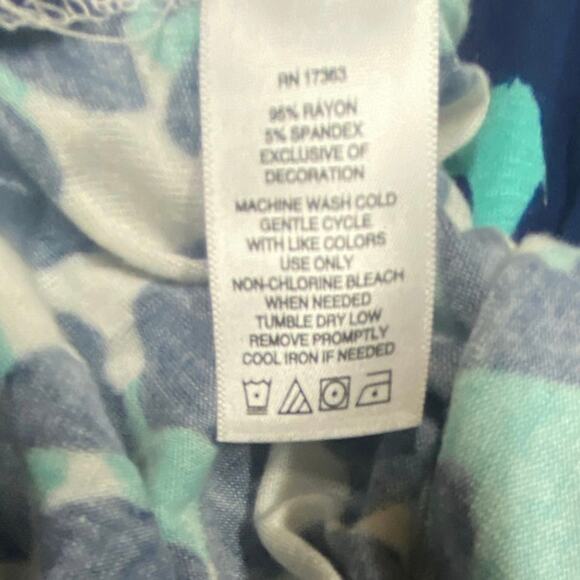 RN 17363
95% RAYON
5% SPANDEX
EXCLUSIVE OF
DECORATION
MACHINE WASH COLD
GENTLE CYCLE
WITH LIKE COLORS
USE ONLY
NON-CHLORINE BLEACH
WHEN NEEDED
TUMBLE DRY LOW
REMOVE PROMPTLY
COOL IRON IF NEEDED